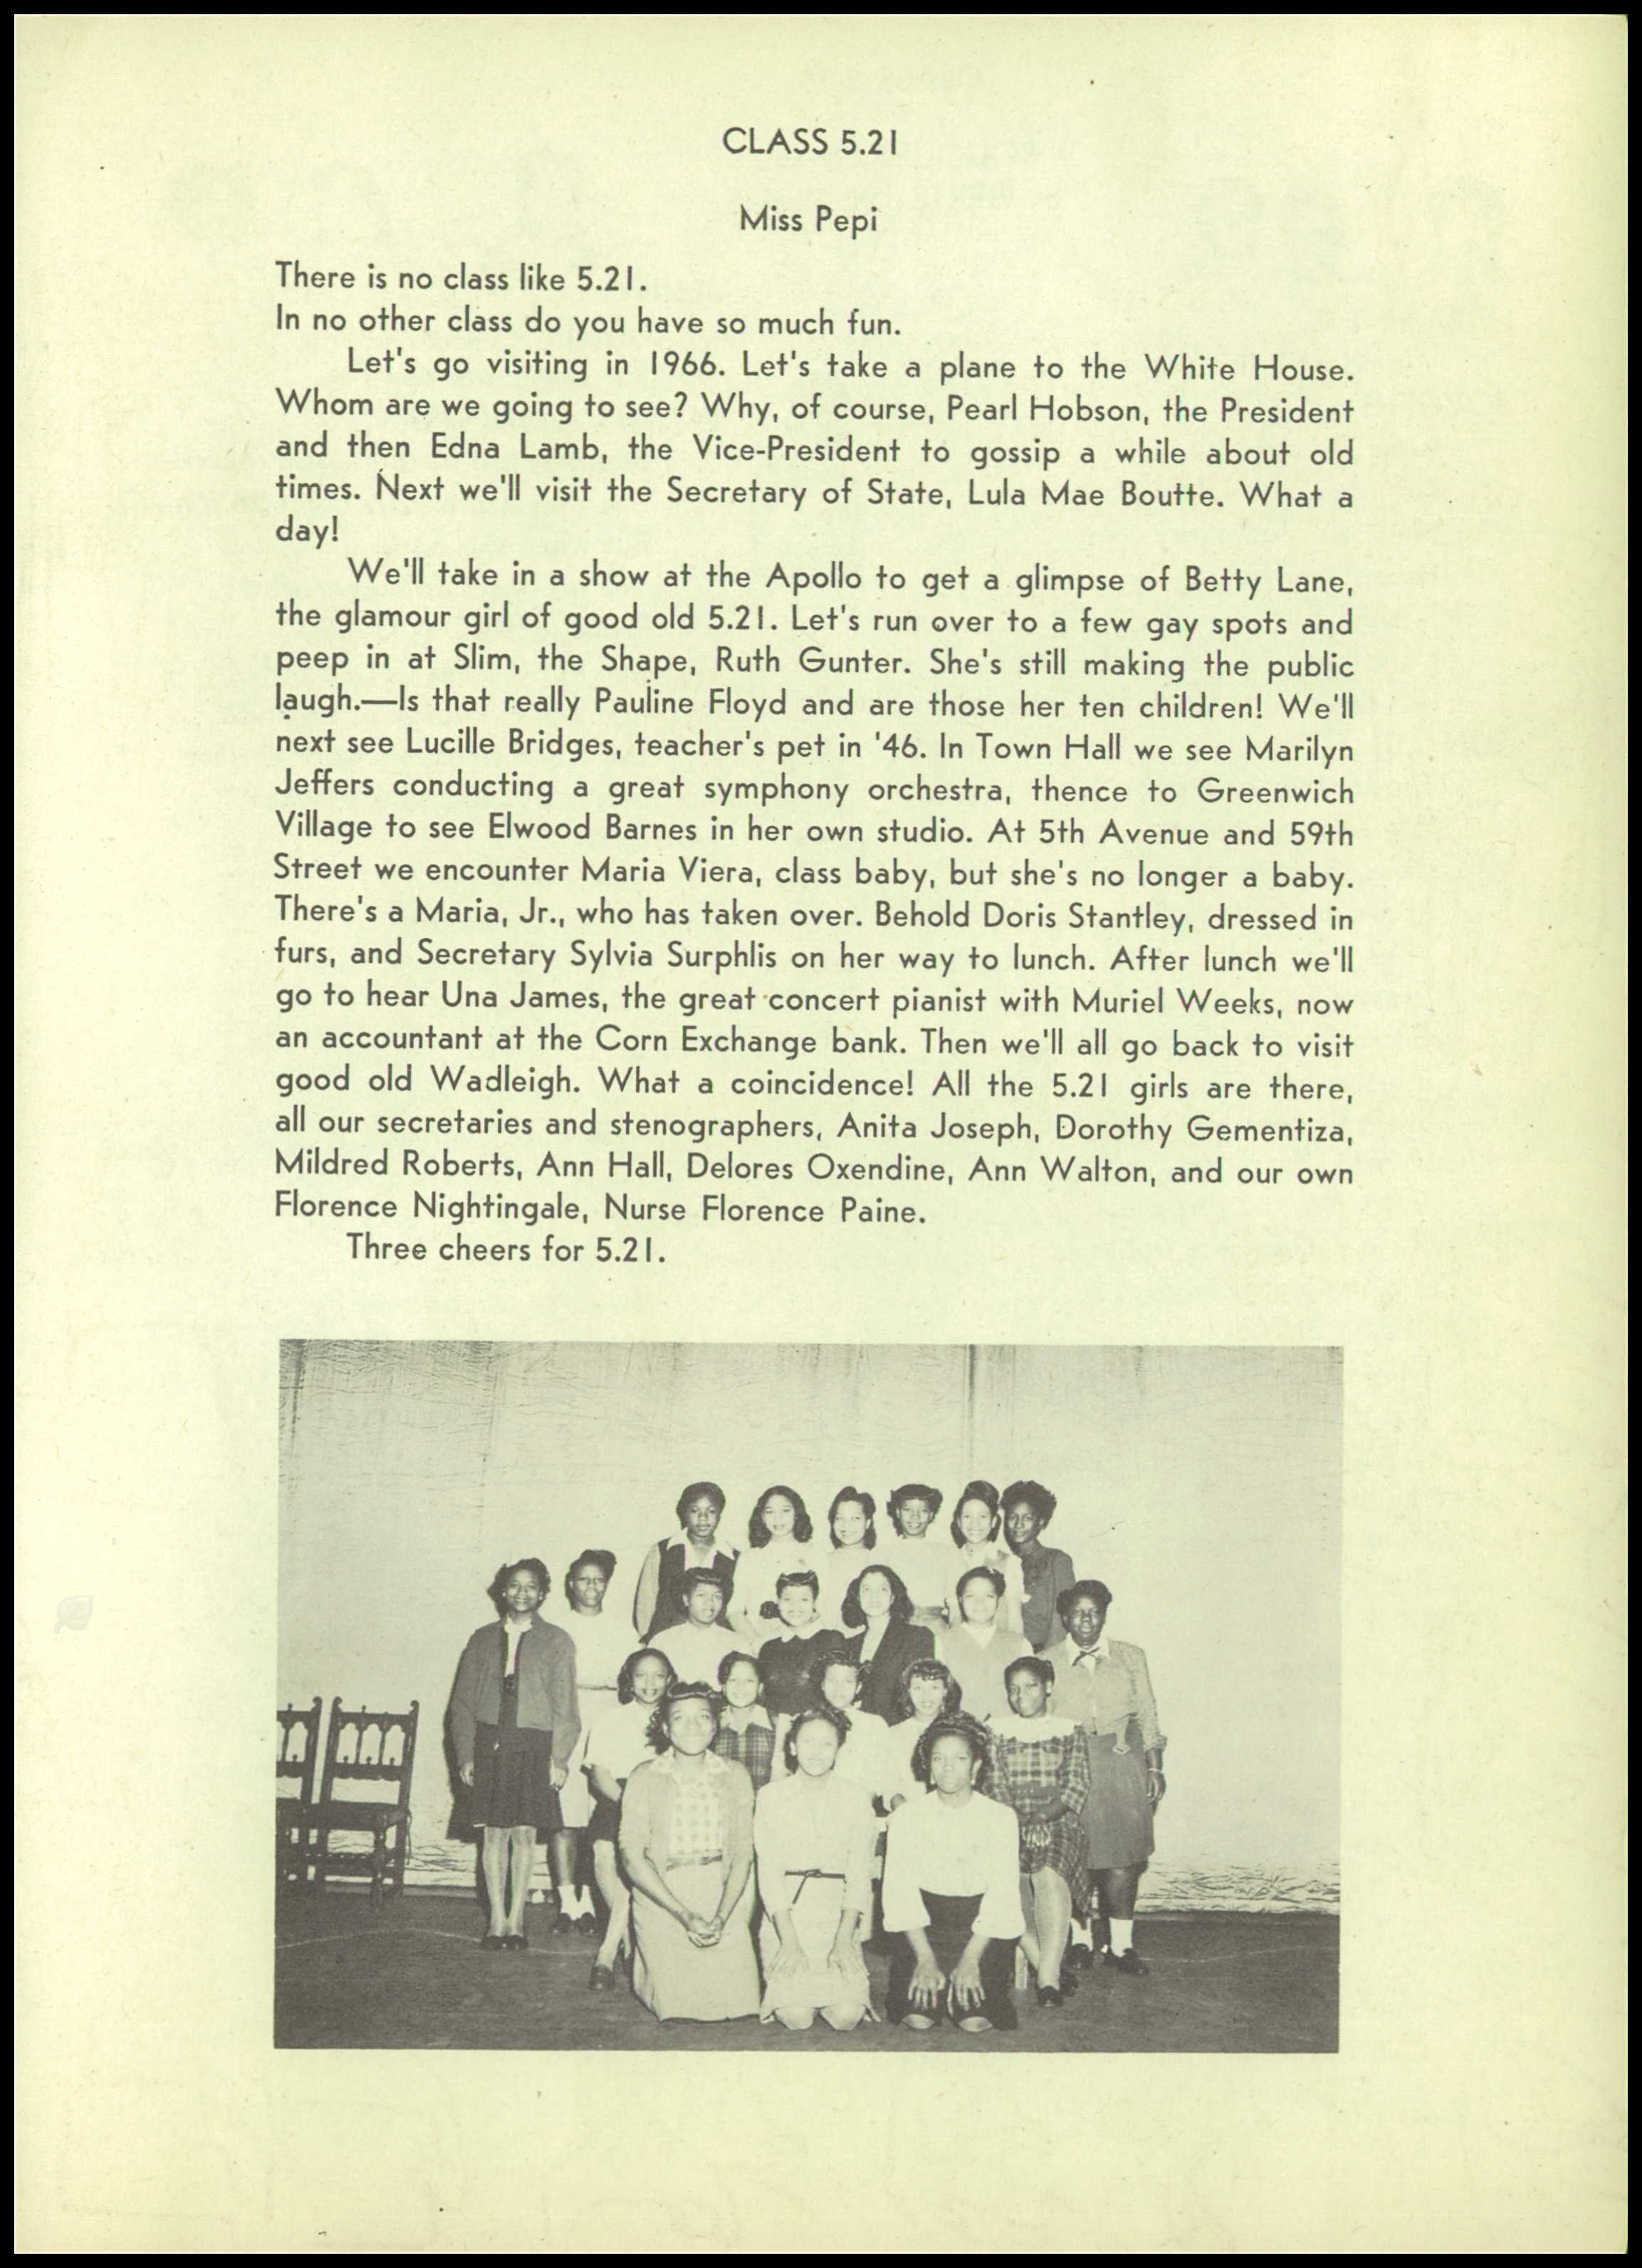 CLASS 5.21
Miss Pepi
There is no class like 5.21.
In no other class do you have so much fun.
Let's go visiting in 1966. Let's take a plane to the White House.
Whom are we going to see? Why, of course, Pearl Hobson, the President
and then Edna Lamb, the Vice-President to gossip a while about old
times. Next we'll visit the Secretary of State, Lula Mae Boutte. What a
day!
We'll take in a show at the Apollo to get a glimpse of Betty Lane,
the glamour girl of good old 5.21. Let's run over to a few gay spots and
peep in at Slim, the Shape, Ruth Gunter. She's still making the public
laugh.—Is that really Pauline Floyd and are those her ten children! We'll
next see Lucille Bridges, teacher's pet in '46. In Town Hall we see Marilyn
Jeffers conducting a great symphony orchestra, thence to Greenwich
Village to see Elwood Barnes in her own studio. At 5th Avenue and 59th
Street we encounter Maria Viera, class baby, but she's no longer a baby.
There's a Maria, Jr., who has taken over. Behold Doris Stantley, dressed in
furs, and Secretary Sylvia Surphlis on her way to lunch. After lunch we'll
go to hear Una James, the great concert pianist with Muriel Weeks, now
an accountant at the Corn Exchange bank. Then we'll all go back to visit
good old Wadleigh. What a coincidence! All the 5.21 girls are there,
all our secretaries and stenographers, Anita Joseph, Dorothy Gementiza,
Mildred Roberts, Ann Hall, Delores Oxendine, Ann Walton, and our own
Florence Nightingale, Nurse Florence Paine.
Three cheers for 5.21.